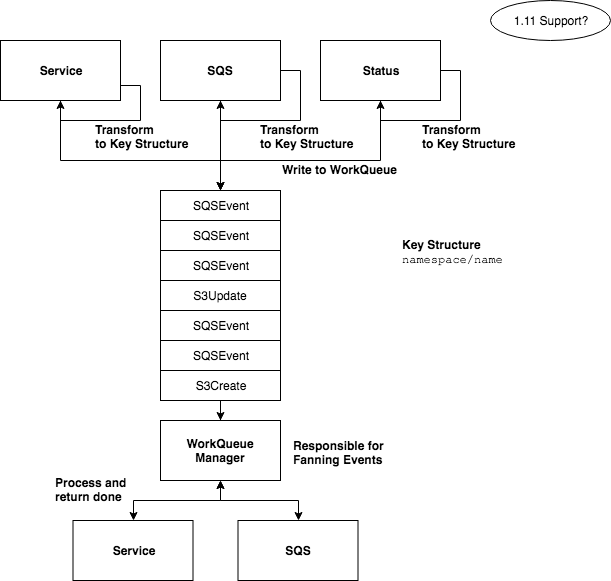 1.11 Support?
Service
SQS
Status
Transform
to Key Structure
Transform
to Key Structure
Transform
to Key Structure
Write to WorkQueue
SQSEvent
SQSEvent
SQSEvent
S3Update
SQSEvent
SQSEvent
S3Create
Key Structure
namespace/name
WorkQueue
Manager
Responsible for
Fanning Events
Process and
return done
Service
SQS